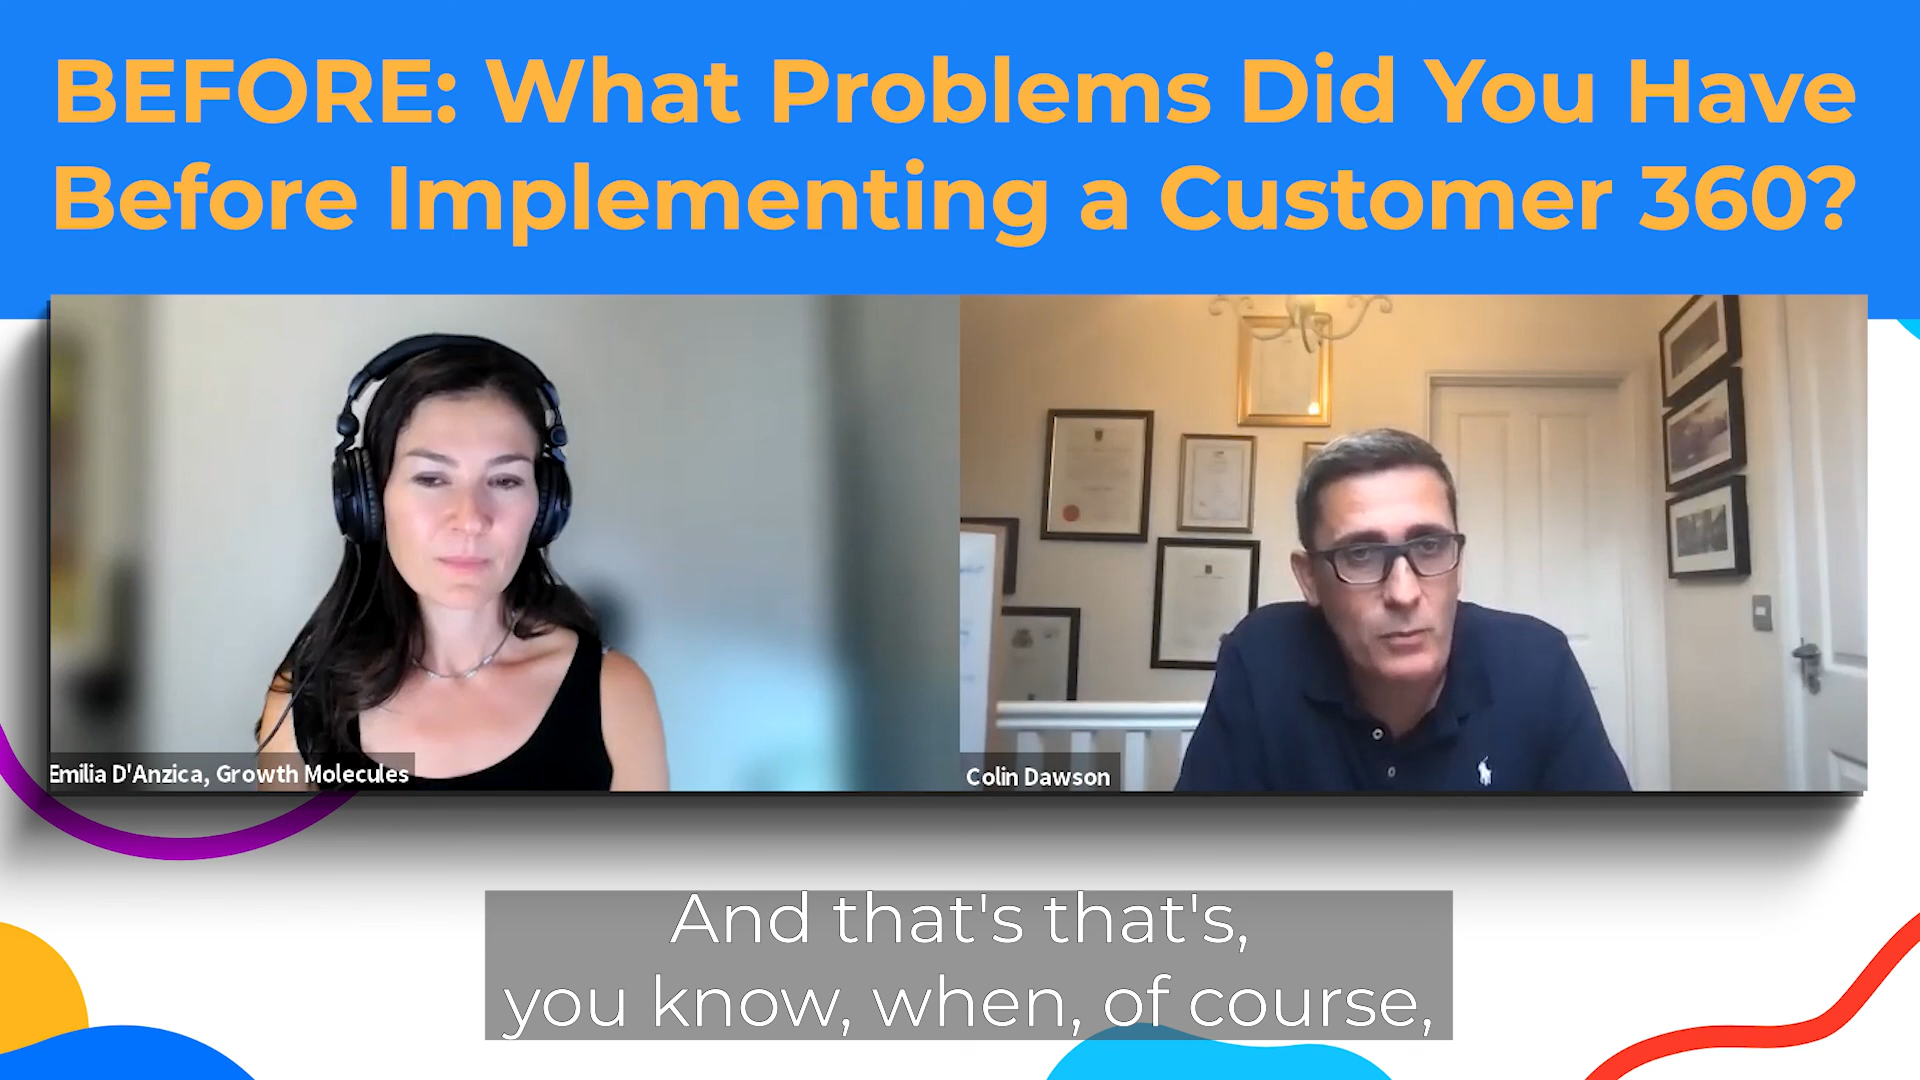 BEFORE: What Problems Did You Have
Before Implementing a Customer 360?
Emilia D'Anzica, Growth Molecules
Colin Dawson
And that's that's,
you know, when, of course,